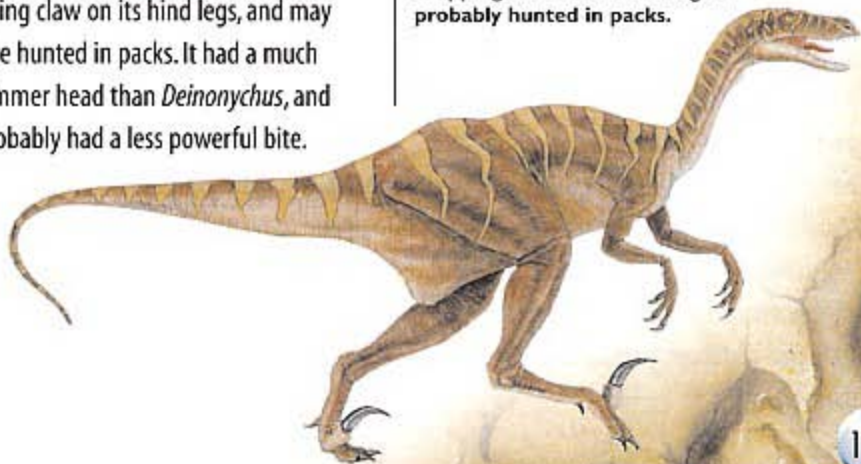 ing claw on its hind legs, and may
e hunted in packs. It had a much
mmer head than Deinonychus, and
obably had a less powerful bite.
probably hunted in packs.
1